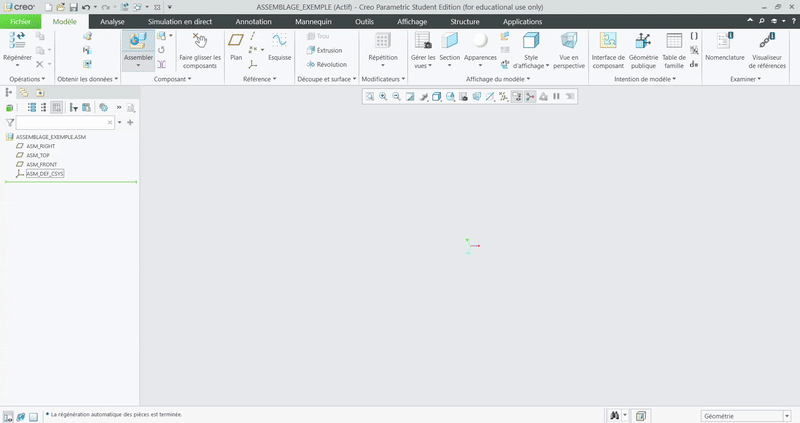 creo ASSEMBLAGE_EXEMPLE (Actif) - Creo Parametric Student Edition (for educational use only)
Fichier Modèle Analyse Simulation en direct Annotation Mannequin Outils Affichage Structure Applications
Régénérer
Assembler
Faire glisser les composants
Plan
Esquisse
Trou
Extrusion
Révolution
Répétition
Gérer les vues
Section
Apparences
Style d'affichage
Vue en perspective
Interface de composant
Géométrie publique
Table de famille
Nomenclature
Visualiseur de références
Opérations Obtenir les données Composant Référence Découpe et surface Modificateurs Affichage du modèle Intention de modèle Examiner
ASSEMBLAGE_EXEMPLE.ASM
ASM_RIGHT
ASM_TOP
ASM_FRONT
ASM_DEF_CSYS
• La régénération automatique des pièces est terminée.
Géométrie